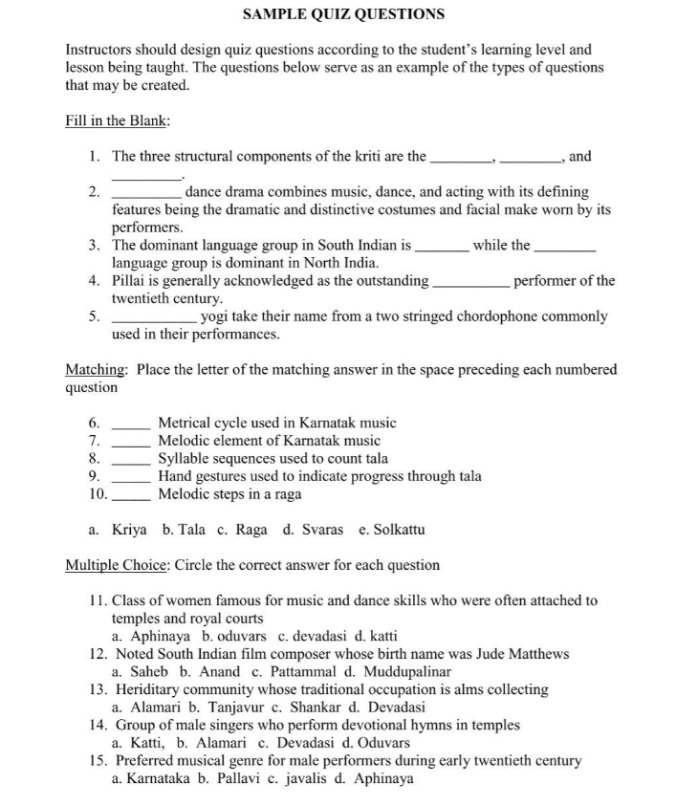 SAMPLE QUIZ QUESTIONS
Instructors should design quiz questions according to the student's learning level and
lesson being taught. The questions below serve as an example of the types of questions
that may be created.
Fill in the Blank:
1. The three structural components of the kriti are the _________, _________, and
__________.
2. __________ dance drama combines music, dance, and acting with its defining
features being the dramatic and distinctive costumes and facial make worn by its
performers.
3. The dominant language group in South Indian is ________ while the _________
language group is dominant in North India.
4. Pillai is generally acknowledged as the outstanding ___________ performer of the
twentieth century.
5. ____________ yogi take their name from a two stringed chordophone commonly
used in their performances.
Matching: Place the letter of the matching answer in the space preceding each numbered
question
6. ______ Metrical cycle used in Karnatak music
7. ______ Melodic element of Karnatak music
8. ______ Syllable sequences used to count tala
9. ______ Hand gestures used to indicate progress through tala
10. ______ Melodic steps in a raga
a. Kriya b. Tala c. Raga d. Svaras e. Solkattu
Multiple Choice: Circle the correct answer for each question
11. Class of women famous for music and dance skills who were often attached to
temples and royal courts
a. Aphinaya b. oduvars c. devadasi d. katti
12. Noted South Indian film composer whose birth name was Jude Matthews
a. Saheb b. Anand c. Pattammal d. Muddupalinar
13. Heriditary community whose traditional occupation is alms collecting
a. Alamari b. Tanjavur c. Shankar d. Devadasi
14. Group of male singers who perform devotional hymns in temples
a. Katti, b. Alamari c. Devadasi d. Oduvars
15. Preferred musical genre for male performers during early twentieth century
a. Karnataka b. Pallavi c. javalis d. Aphinaya